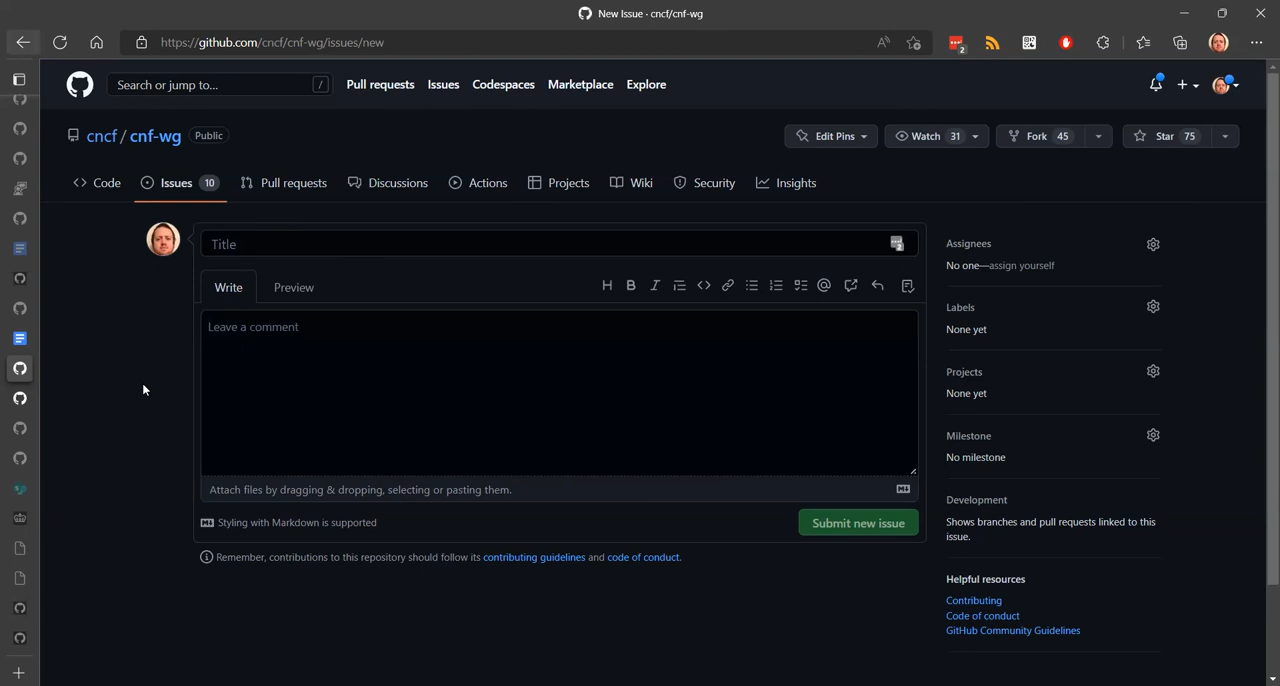 New Issue · cncf/cnf-wg
https://github.com/cncf/cnf-wg/issues/new
2
Search or jump to... /
Pull requests Issues Codespaces Marketplace Explore
cncf / cnf-wg Public
Edit Pins Watch 31 Fork 45 Star 75
Code Issues 10 Pull requests Discussions Actions Projects Wiki Security Insights
Title
Write Preview
Leave a comment
Attach files by dragging & dropping, selecting or pasting them.
Styling with Markdown is supported
Submit new issue
Remember, contributions to this repository should follow its contributing guidelines and code of conduct.
Assignees
No one—assign yourself
Labels
None yet
Projects
None yet
Milestone
No milestone
Development
Shows branches and pull requests linked to this
issue.
Helpful resources
Contributing
Code of conduct
GitHub Community Guidelines